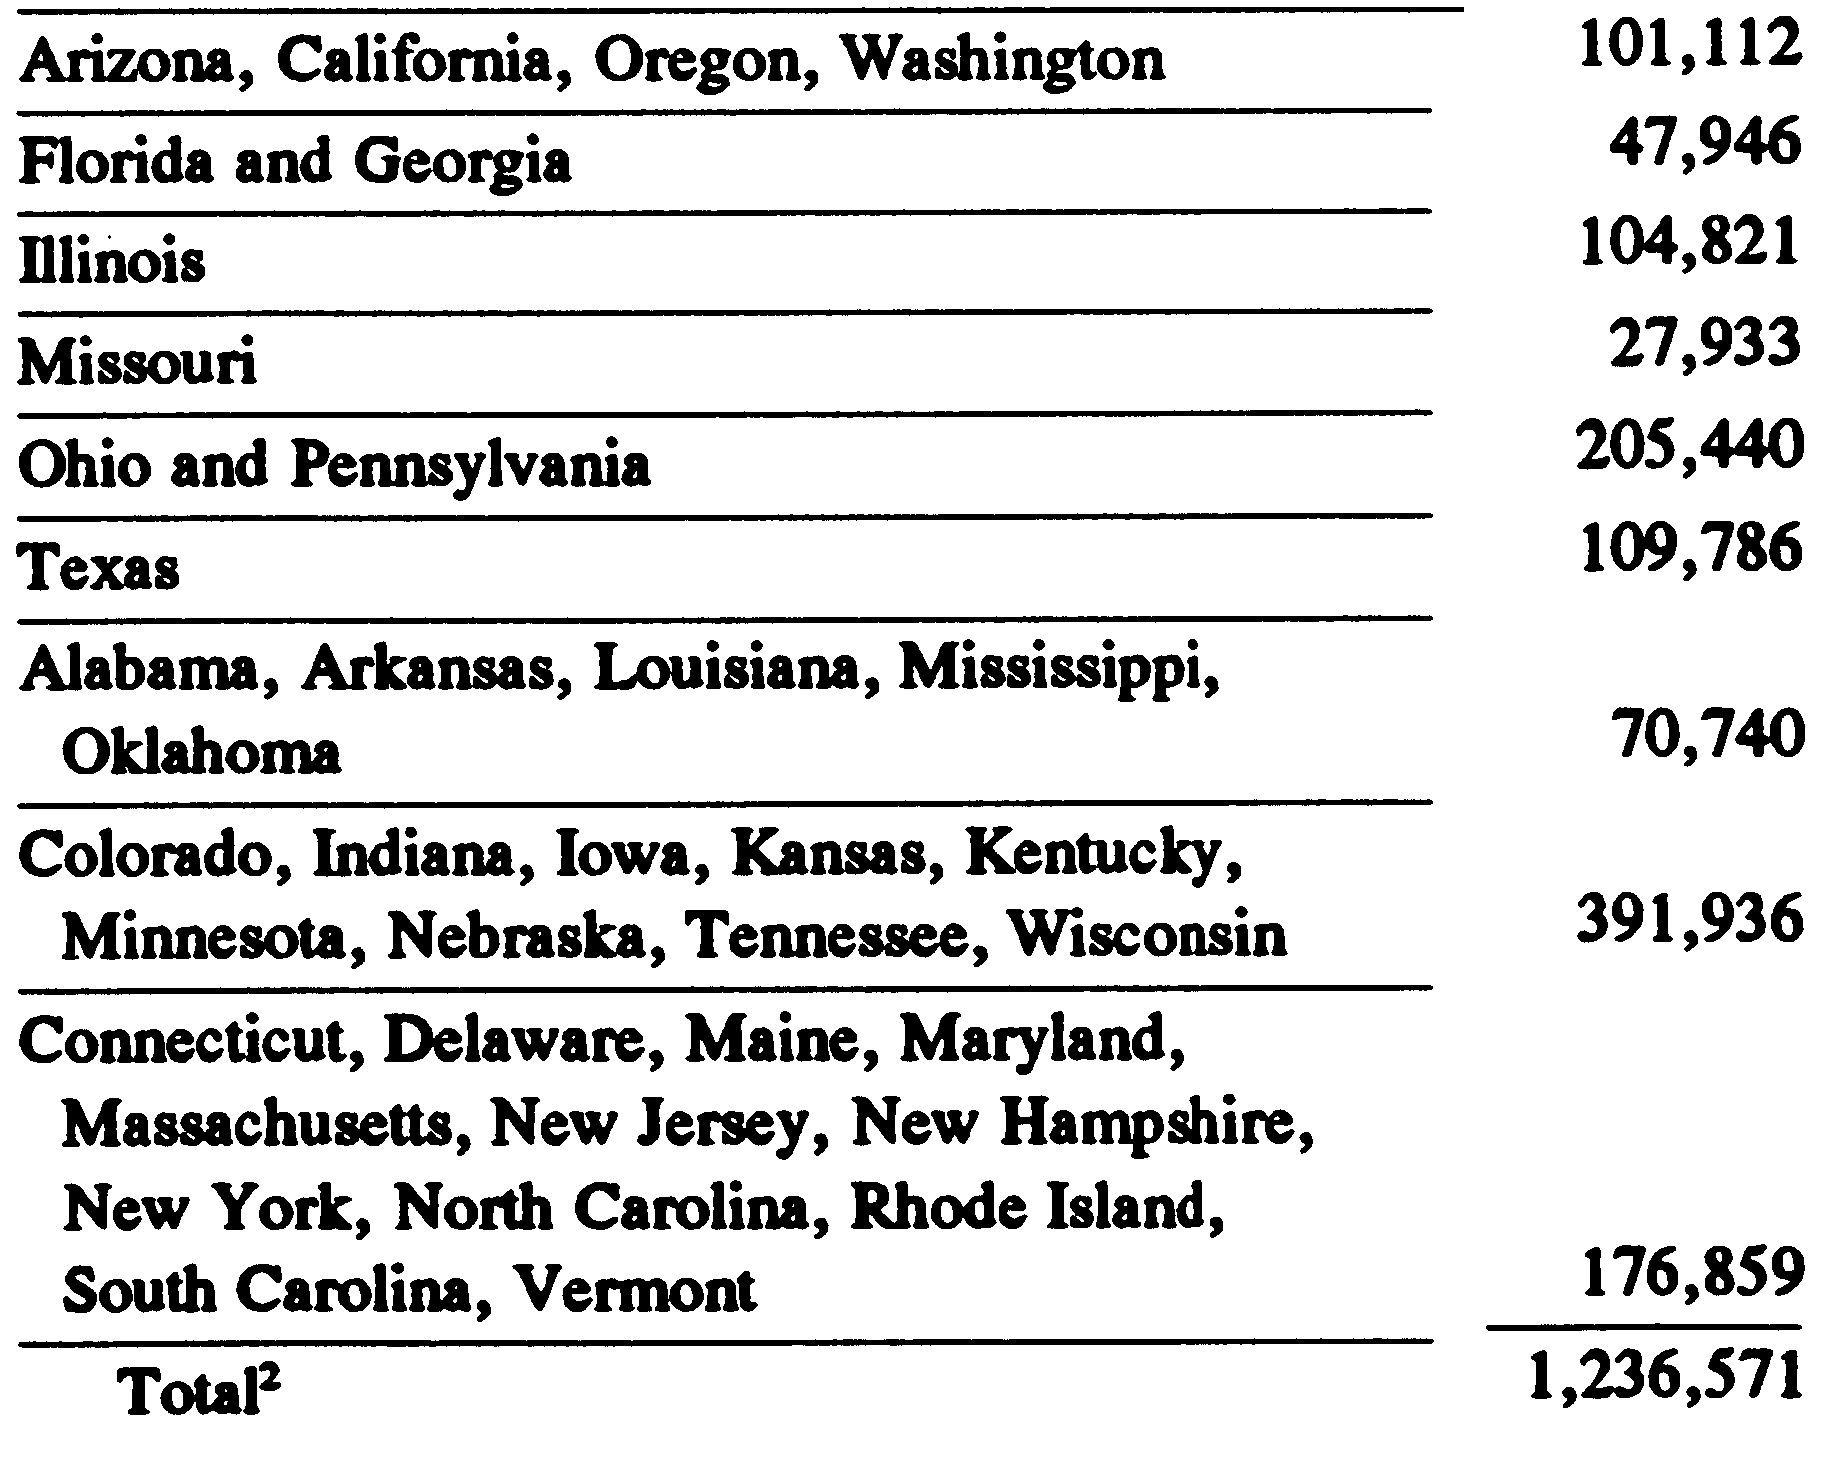 Arizona, California, Oregon, Washington 101,112
Florida and Georgia 47,946
Illinois 104,821
Missouri 27,933
Ohio and Pennsylvania 205,440
Texas 109,786
Alabama, Arkansas, Louisiana, Mississippi,
Oklahoma 70,740
Colorado, Indiana, Iowa, Kansas, Kentucky,
Minnesota, Nebraska, Tennessee, Wisconsin 391,936
Connecticut, Delaware, Maine, Maryland,
Massachusetts, New Jersey, New Hampshire,
New York, North Carolina, Rhode Island,
South Carolina, Vermont 176,859
Total² 1,236,571